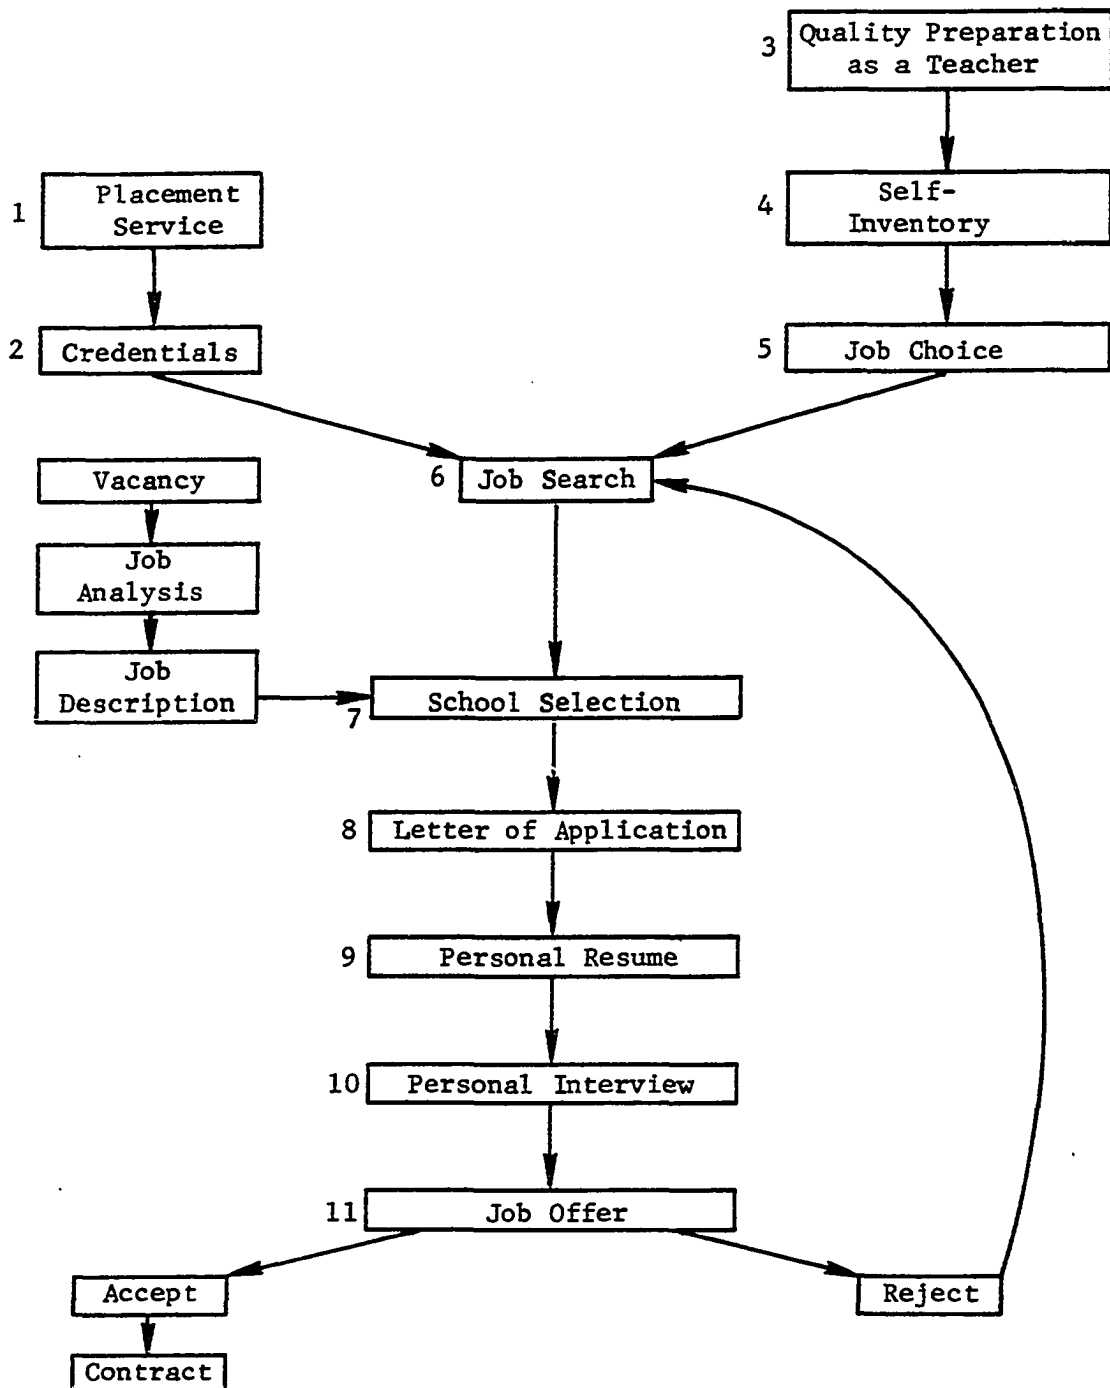 3
Quality Preparation
as a Teacher
1
Placement
Service
4
Self-
Inventory
2
Credentials
5
Job Choice
6
Job Search
Vacancy
Job
Analysis
Job
Description
7
School Selection
8
Letter of Application
9
Personal Resume
10
Personal Interview
11
Job Offer
Accept
Reject
Contract